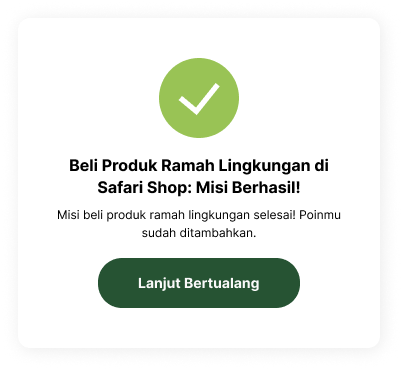 Beli Produk Ramah Lingkungan di
Safari Shop: Misi Berhasil!
Misi beli produk ramah lingkungan selesai! Poinmu
sudah ditambahkan.
Lanjut Bertualang